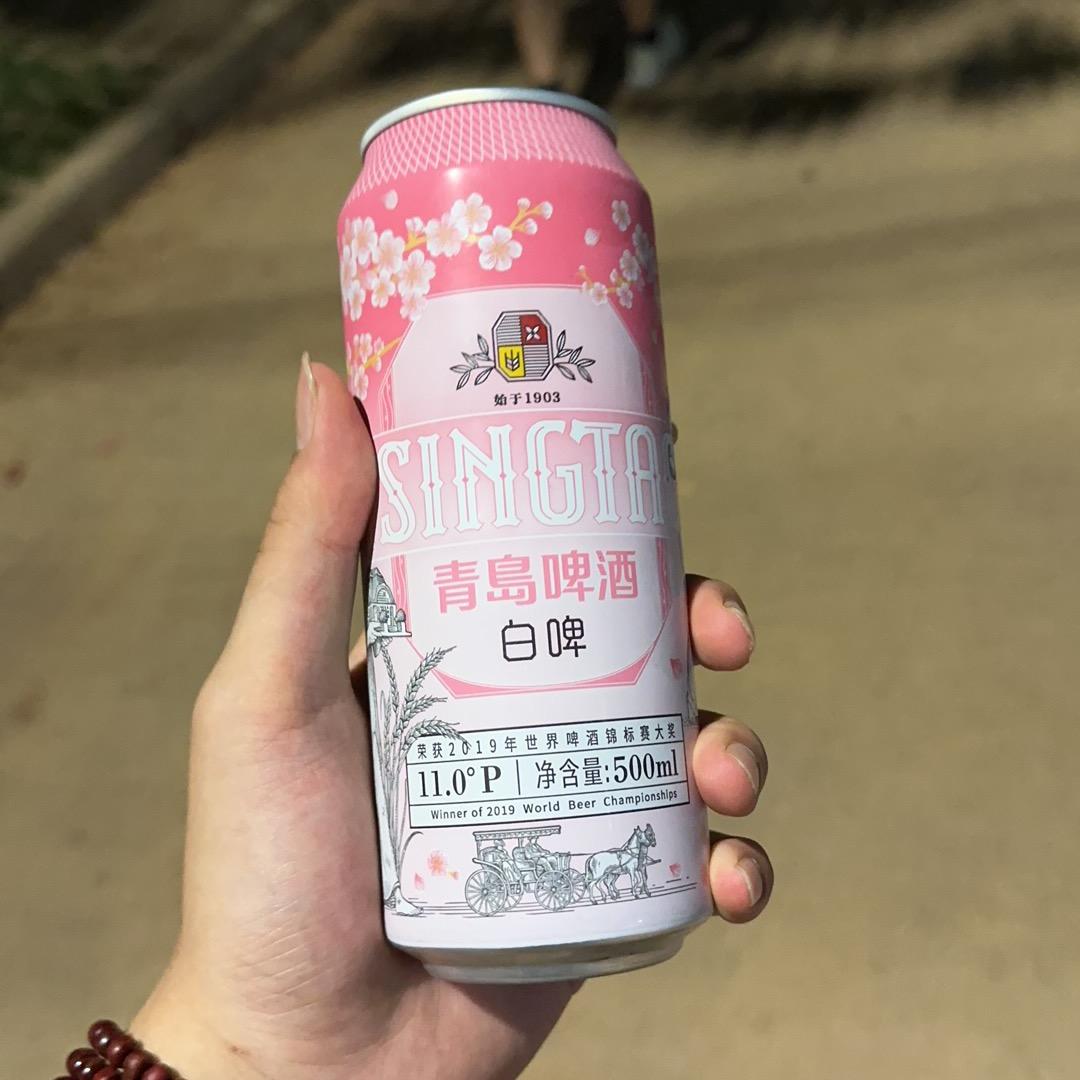 始于1903
SINGTA
青島啤酒
白啤
荣获2019年世界啤酒锦标赛大奖
11.0°P | 净含量:500ml
Winner of 2019 World Beer Championships